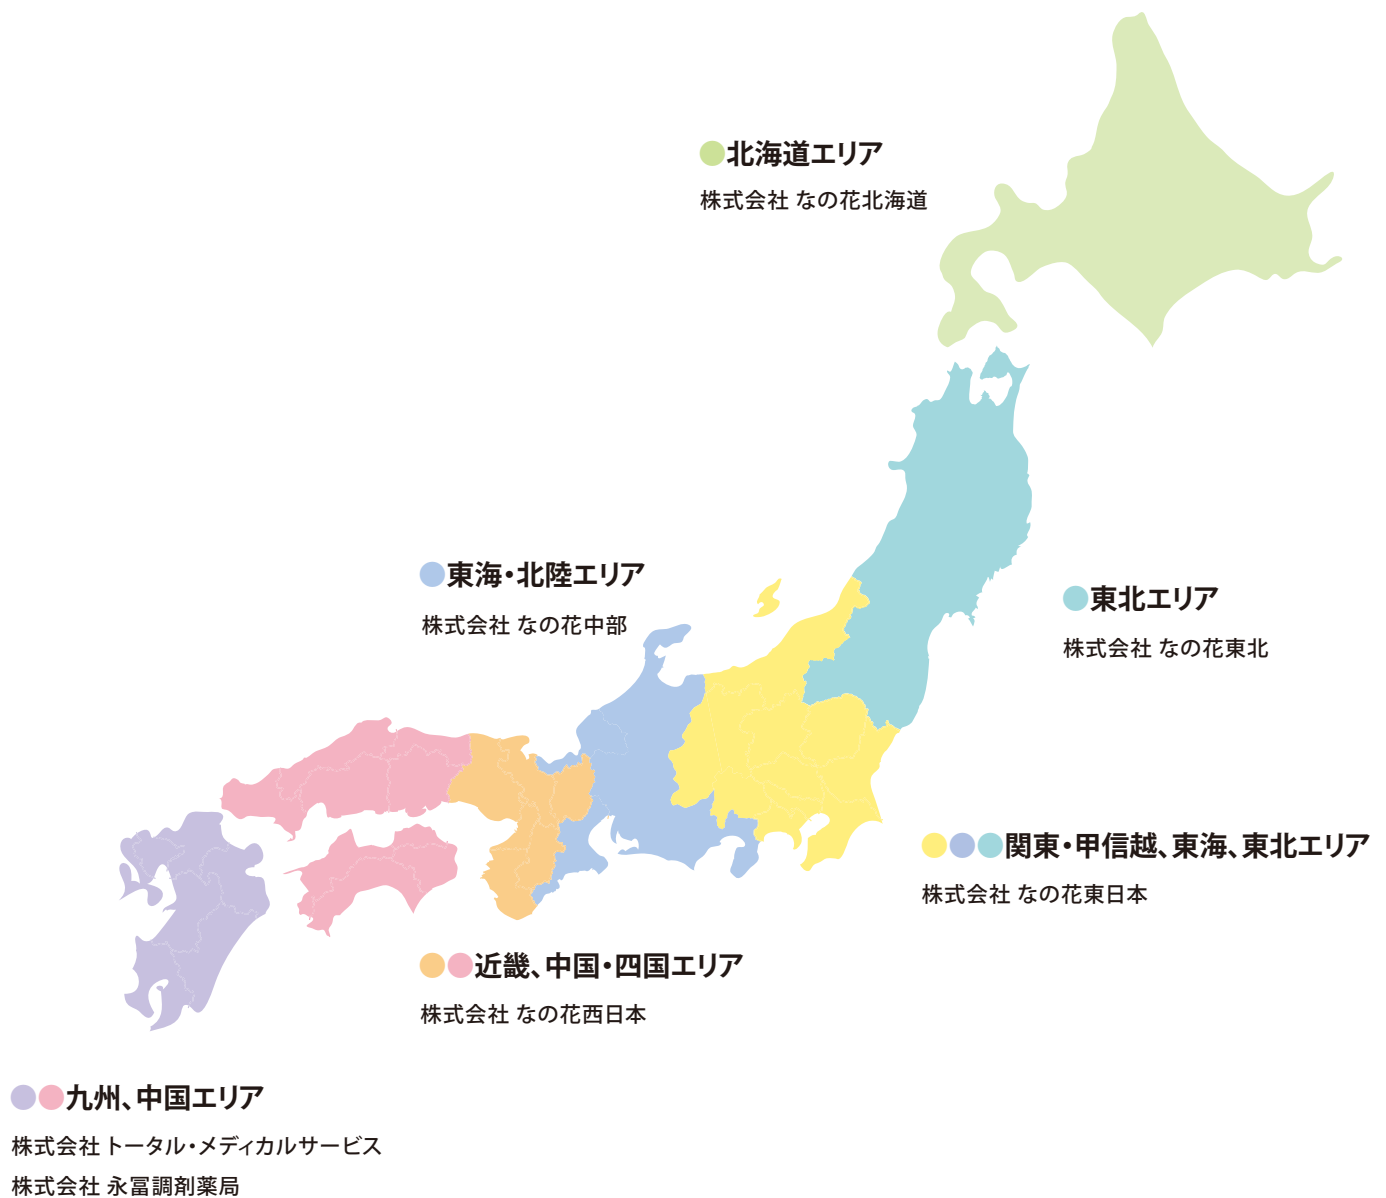 北海道エリア
株式会社 なの花北海道
東海・北陸エリア
株式会社 なの花中部
東北エリア
株式会社 なの花東北
関東・甲信越、東海、東北エリア
株式会社 なの花東日本
近畿、中国・四国エリア
株式会社 なの花西日本
九州、中国エリア
株式会社 トータル・メディカルサービス
株式会社 永冨調剤薬局